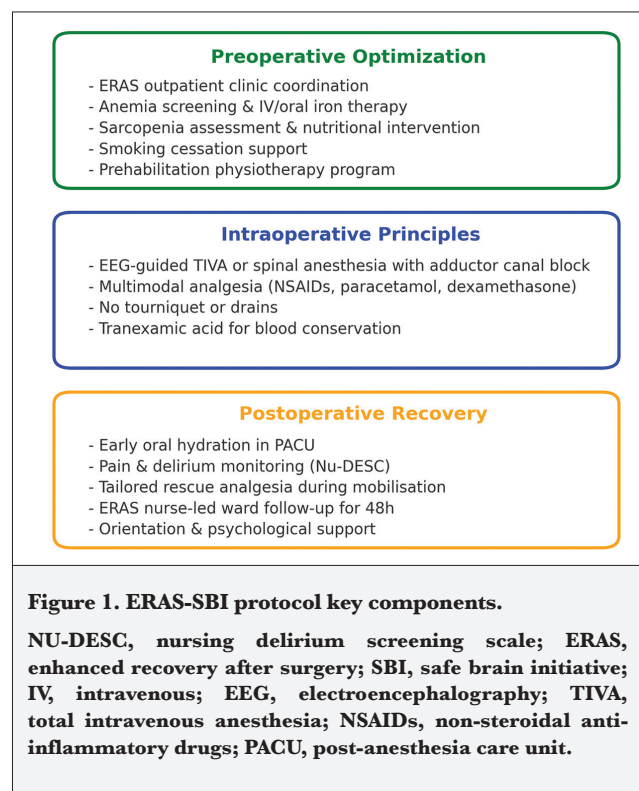 Preoperative Optimization
- ERAS outpatient clinic coordination
- Anemia screening & IV/oral iron therapy
- Sarcopenia assessment & nutritional intervention
- Smoking cessation support
- Prehabilitation physiotherapy program
Intraoperative Principles
- EEG-guided TIVA or spinal anesthesia with adductor canal block
- Multimodal analgesia (NSAIDs, paracetamol, dexamethasone)
- No tourniquet or drains
- Tranexamic acid for blood conservation
Postoperative Recovery
- Early oral hydration in PACU
- Pain & delirium monitoring (Nu-DESC)
- Tailored rescue analgesia during mobilisation
- ERAS nurse-led ward follow-up for 48h
- Orientation & psychological support
Figure 1. ERAS-SBI protocol key components.
NU-DESC, nursing delirium screening scale; ERAS,
enhanced recovery after surgery; SBI, safe brain initiative;
IV, intravenous; EEG, electroencephalography; TIVA,
total intravenous anesthesia; NSAIDs, non-steroidal anti-
inflammatory drugs; PACU, post-anesthesia care unit.